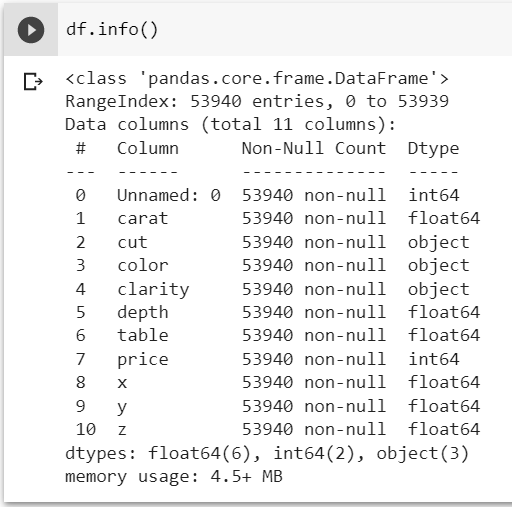 df.info()
<class 'pandas.core.frame.DataFrame'>
RangeIndex: 53940 entries, 0 to 53939
Data columns (total 11 columns):
 #   Column      Non-Null Count  Dtype
---  ------      --------------  -----
 0   Unnamed: 0  53940 non-null  int64
 1   carat       53940 non-null  float64
 2   cut         53940 non-null  object
 3   color       53940 non-null  object
 4   clarity     53940 non-null  object
 5   depth       53940 non-null  float64
 6   table       53940 non-null  float64
 7   price       53940 non-null  int64
 8   x           53940 non-null  float64
 9   y           53940 non-null  float64
 10  z           53940 non-null  float64
dtypes: float64(6), int64(2), object(3)
memory usage: 4.5+ MB